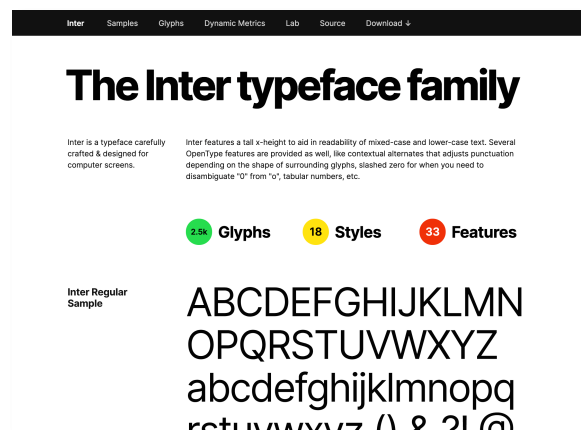 Inter Samples Glyphs Dynamic Metrics Lab Source Download ↓
The Inter typeface family
Inter is a typeface carefully
crafted & designed for
computer screens.
Inter features a tall x-height to aid in readability of mixed-case and lower-case text. Several
OpenType features are provided as well, like contextual alternates that adjusts punctuation
depending on the shape of surrounding glyphs, slashed zero for when you need to
disambiguate "0" from "o", tabular numbers, etc.
2.5k Glyphs 18 Styles 33 Features
Inter Regular
Sample
ABCDEFGHIJKLMN
OPQRSTUVWXYZ
abcdefghijklmnopq
rstuvwxyz () & ?! @